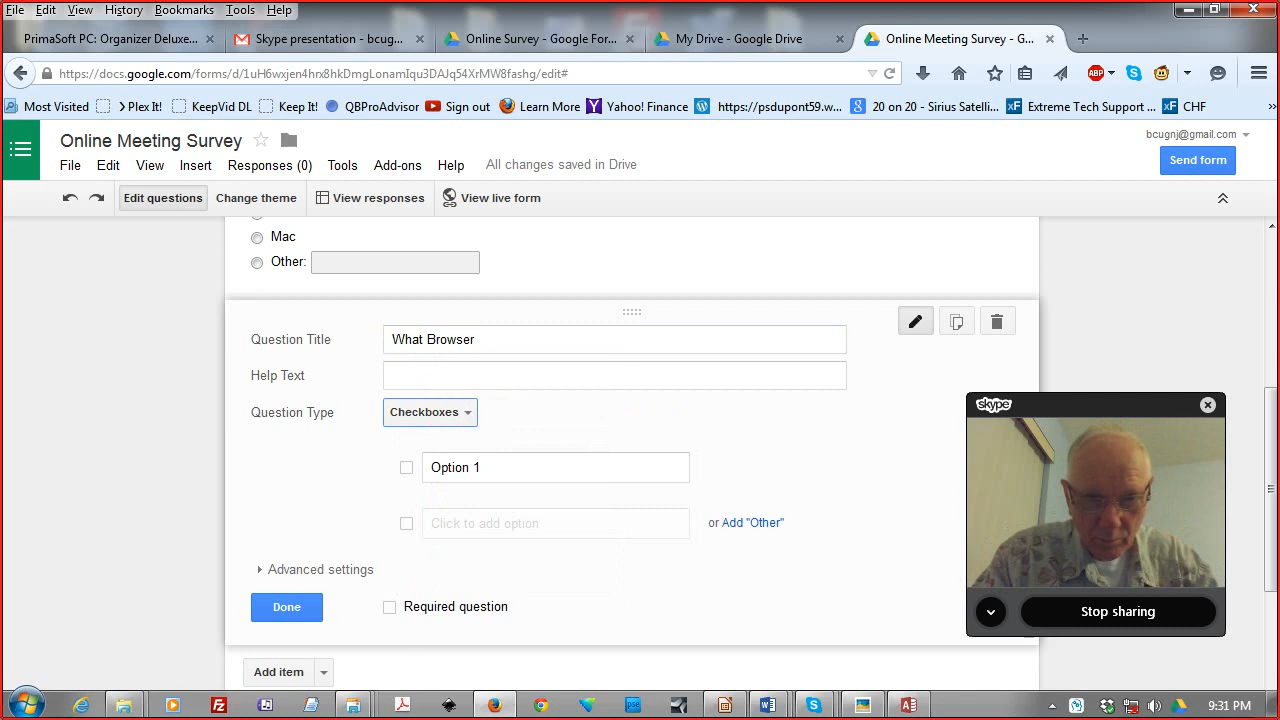 File Edit View History Bookmarks Tools Help
PrimaSoft PC: Organizer Deluxe... × Skype presentation - bcug... × Online Survey - Google For... × My Drive - Google Drive × Online Meeting Survey - G... × +
https://docs.google.com/forms/d/1uH6wxjen4hrx8hkDmgLonamIqu3DAJq54XrMW8fashg/edit# ABP
Most Visited > Plex It! KeepVid DL Keep It! QBProAdvisor Sign out Learn More Yahoo! Finance https://psdupont59.w... 20 on 20 - Sirius Satelli... Extreme Tech Support ... CHF »
Online Meeting Survey bcugnj@gmail.com
File Edit View Insert Responses (0) Tools Add-ons Help All changes saved in Drive Send form
Edit questions Change theme View responses View live form
Mac
Other:
Question Title What Browser
Help Text
Question Type Checkboxes
skype
Option 1
Click to add option or Add "Other"
Advanced settings
Done Required question
Stop sharing
Add item
9:31 PM